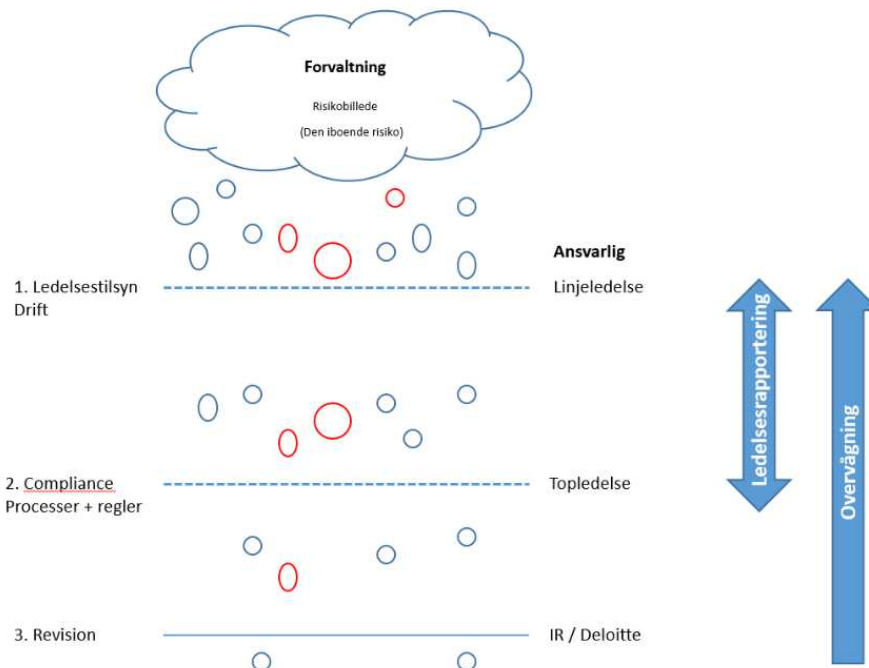 Forvaltning
Risikobillede
(Den iboende risiko)
Ansvarlig
1. Ledelsestilsyn
Drift
Linjeledelse
2. Compliance
Processer + regler
Topledelse
3. Revision
IR / Deloitte
Ledelsesrapportering
Overvågning